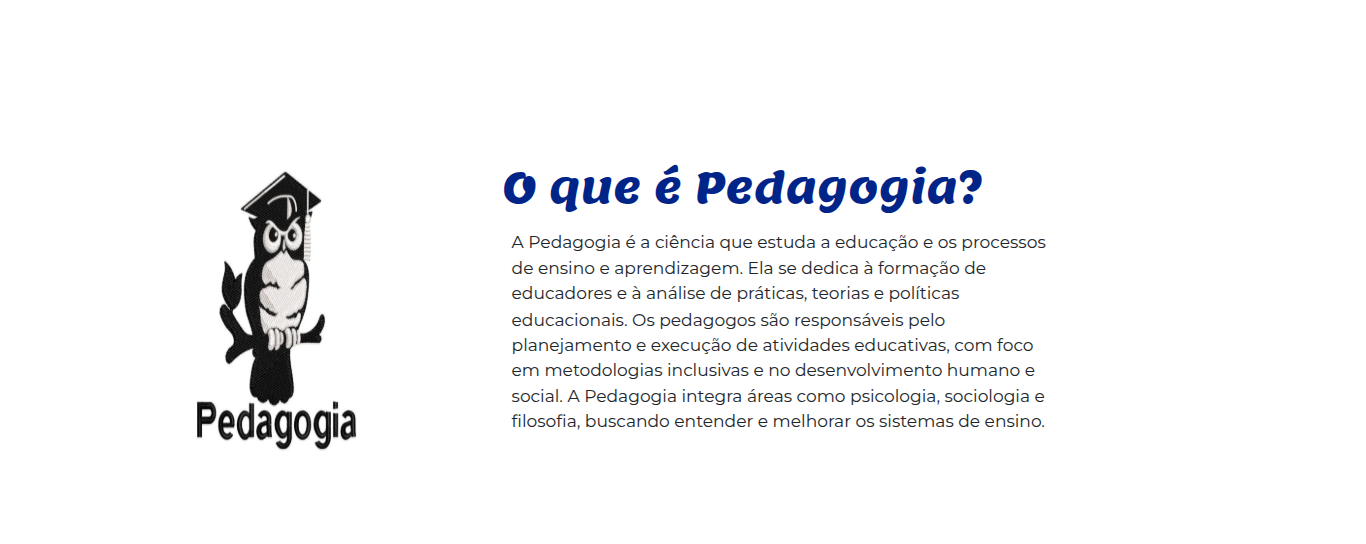 O que é Pedagogia?
A Pedagogia é a ciência que estuda a educação e os processos
de ensino e aprendizagem. Ela se dedica à formação de
educadores e à análise de práticas, teorias e políticas
educacionais. Os pedagogos são responsáveis pelo
planejamento e execução de atividades educativas, com foco
em metodologias inclusivas e no desenvolvimento humano e
social. A Pedagogia integra áreas como psicologia, sociologia e
filosofia, buscando entender e melhorar os sistemas de ensino.
Pedagogia